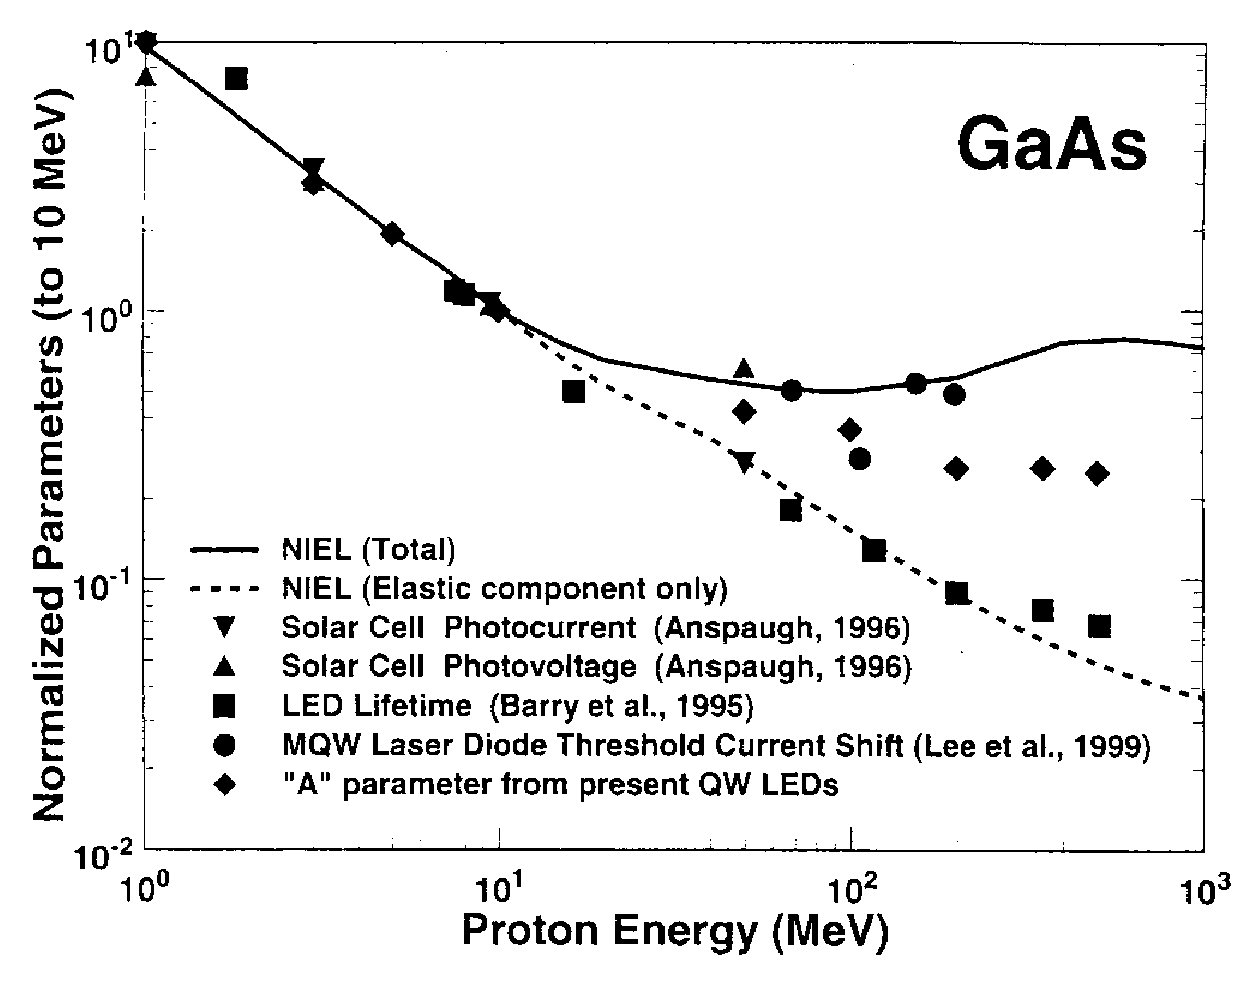 GaAs
Normalized Parameters (to 10 MeV)
10¹
10⁰
10⁻¹
10⁻²
NIEL (Total)
NIEL (Elastic component only)
Solar Cell Photocurrent (Anspaugh, 1996)
Solar Cell Photovoltage (Anspaugh, 1996)
LED Lifetime (Barry et al., 1995)
MQW Laser Diode Threshold Current Shift (Lee et al., 1999)
"A" parameter from present QW LEDs
10⁰ 10¹ 10² 10³
Proton Energy (MeV)